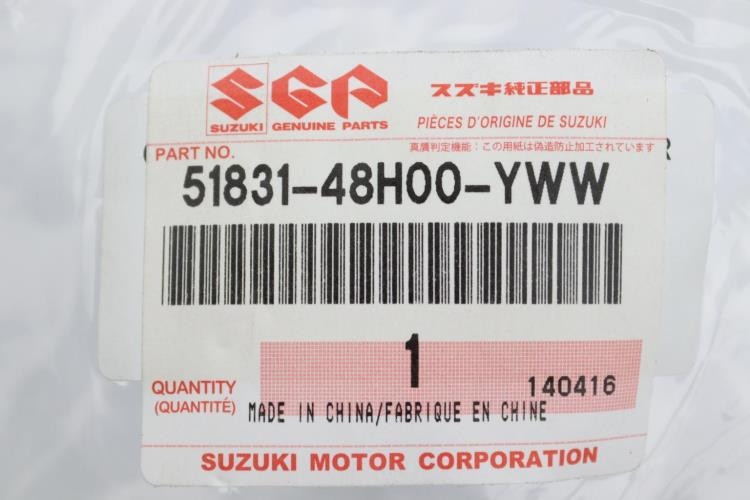 SGP スズキ純正部品
SUZUKI GENUINE PARTS PIÈCES D'ORIGINE DE SUZUKI
PART NO. 真贋判定機能：この用紙は偽造防止加工されています
51831-48H00-YWW
1
QUANTITY 140416
(QUANTITÉ) MADE IN CHINA/FABRIQUE EN CHINE
SUZUKI MOTOR CORPORATION